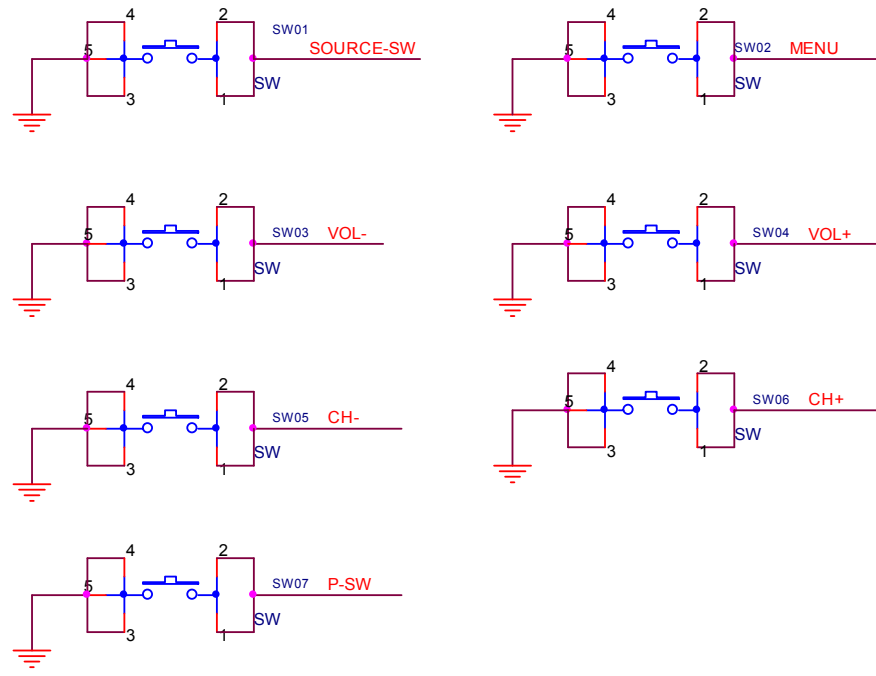 4 2 SW01
5 SOURCE-SW
SW
3 1
4 2
5 SW02 MENU
SW
3 1
4 2
5 SW03 VOL-
SW
3 1
4 2
5 SW04 VOL+
SW
3 1
4 2
5 SW05 CH-
SW
3 1
4 2
5 SW06 CH+
SW
3 1
4 2
5 SW07 P-SW
SW
3 1